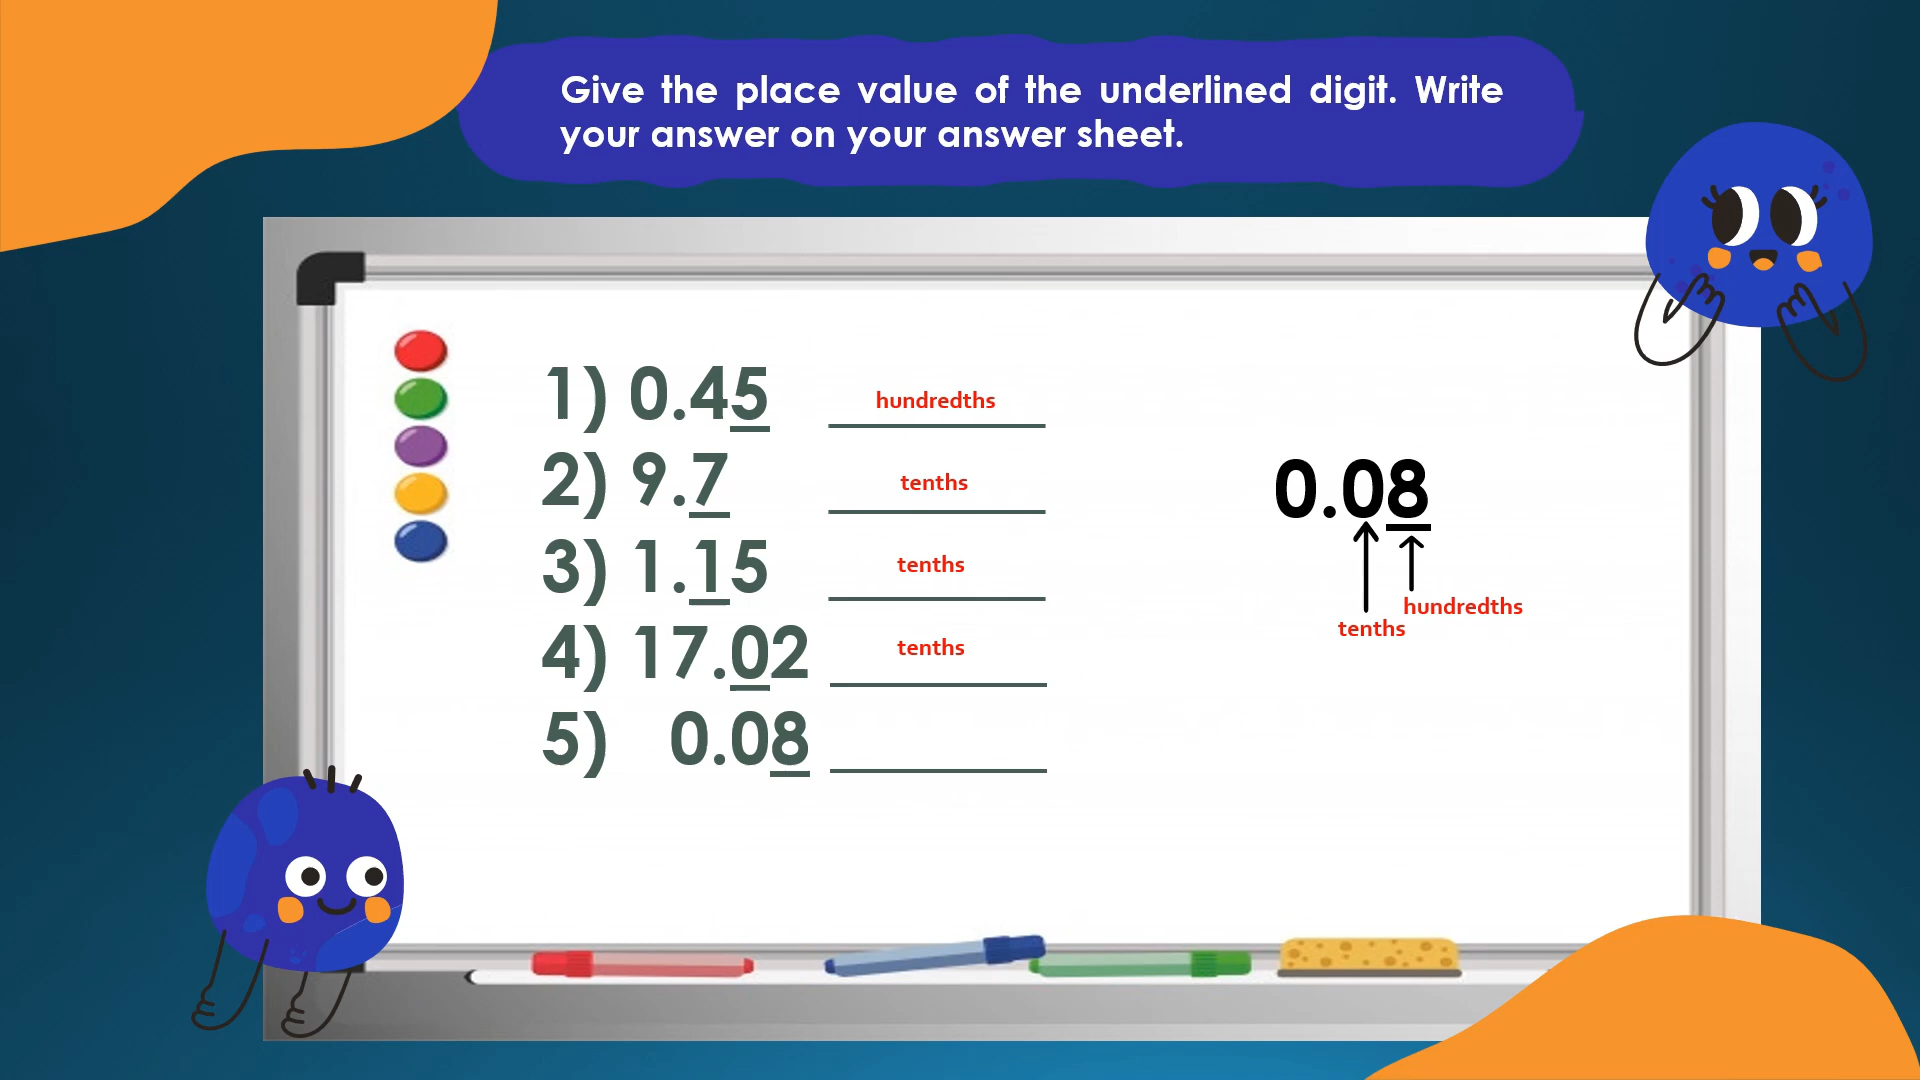 Give the place value of the underlined digit. Write
your answer on your answer sheet.
1) 0.45 hundredths
2) 9.7 tenths
3) 1.15 tenths
4) 17.02 tenths
5) 0.08
0.08
hundredths
tenths